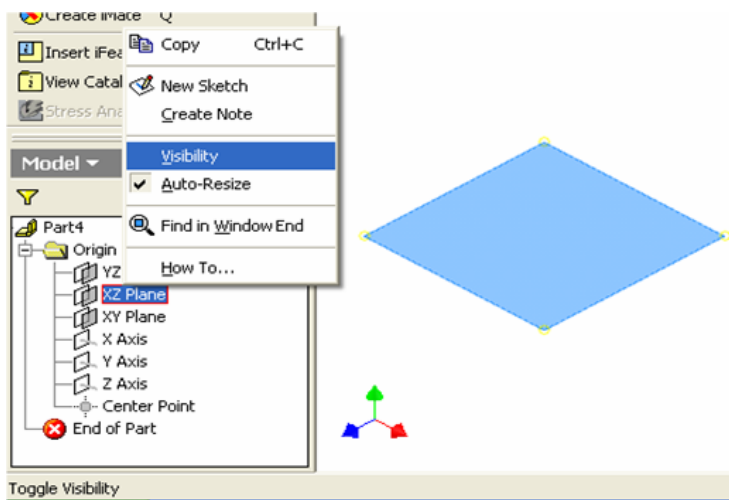 Create iMate Q
Insert iFea
View Catal
Stress Ana
Copy Ctrl+C
New Sketch
Create Note
Visibility
Auto-Resize
Find in Window End
How To...
Model
Part4
Origin
YZ
XZ Plane
XY Plane
X Axis
Y Axis
Z Axis
Center Point
End of Part
Toggle Visibility